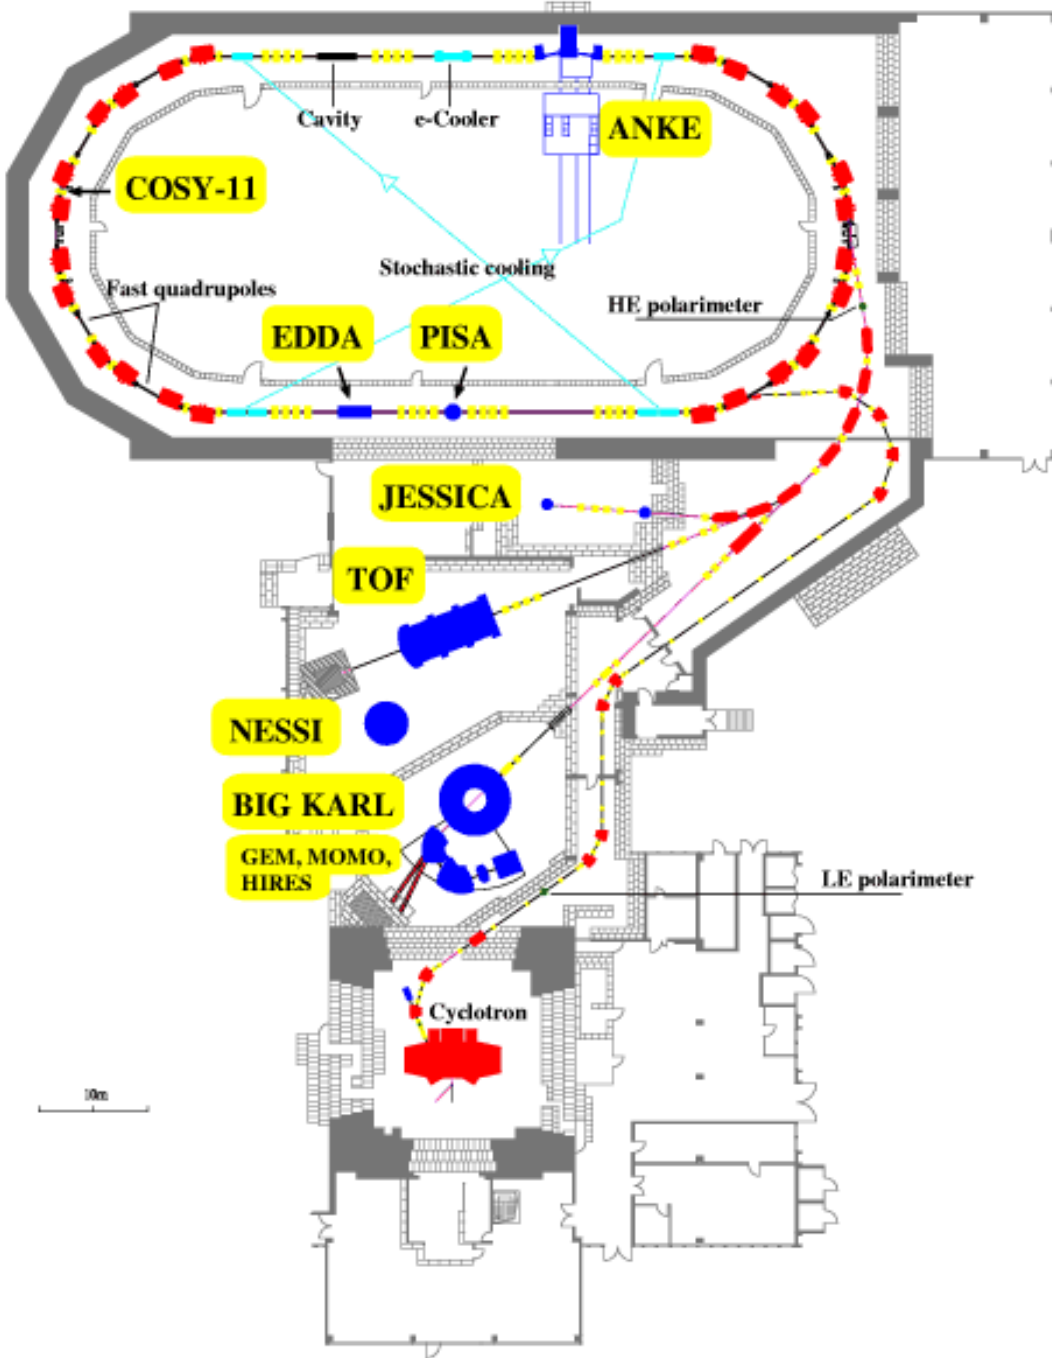 Cavity
e-Cooler
ANKE
COSY-11
Stochastic cooling
Fast quadrupoles
HE polarimeter
EDDA
PISA
JESSICA
TOF
NESSI
BIG KARL
GEM, MOMO,
HIRES
LE polarimeter
Cyclotron
10m